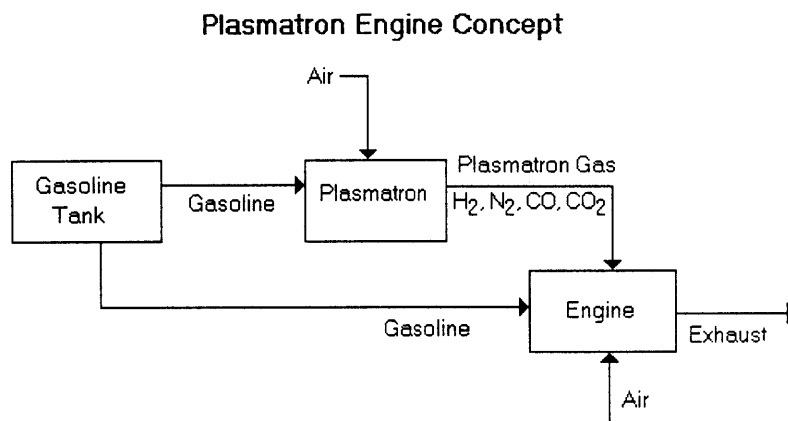 Plasmatron Engine Concept
Air
Gasoline
Tank
Gasoline
Plasmatron
Plasmatron Gas
H₂, N₂, CO, CO₂
Gasoline
Engine
Exhaust
Air